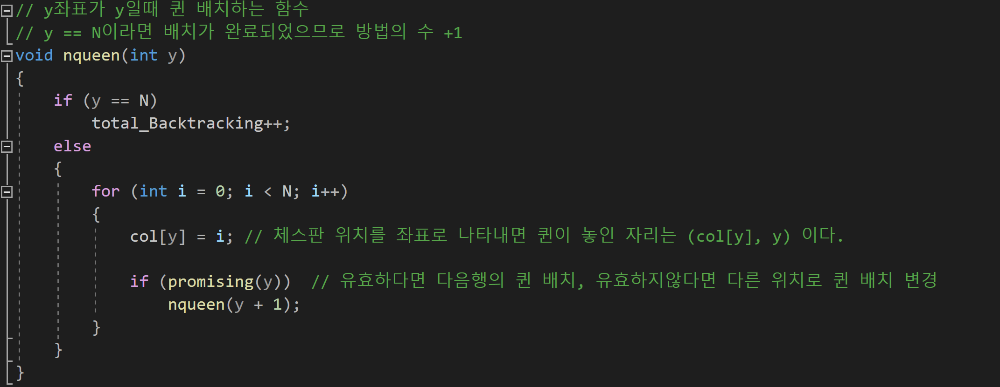 // y좌표가 y일때 퀸 배치하는 함수
// y == N이라면 배치가 완료되었으므로 방법의 수 +1
void nqueen(int y)
{
    if (y == N)
        total_Backtracking++;
    else
    {
        for (int i = 0; i < N; i++)
        {
            col[y] = i; // 체스판 위치를 좌표로 나타내면 퀸이 놓인 자리는 (col[y], y) 이다.
            if (promising(y))  // 유효하다면 다음행의 퀸 배치, 유효하지않다면 다른 위치로 퀸 배치 변경
                nqueen(y + 1);
        }
    }
}